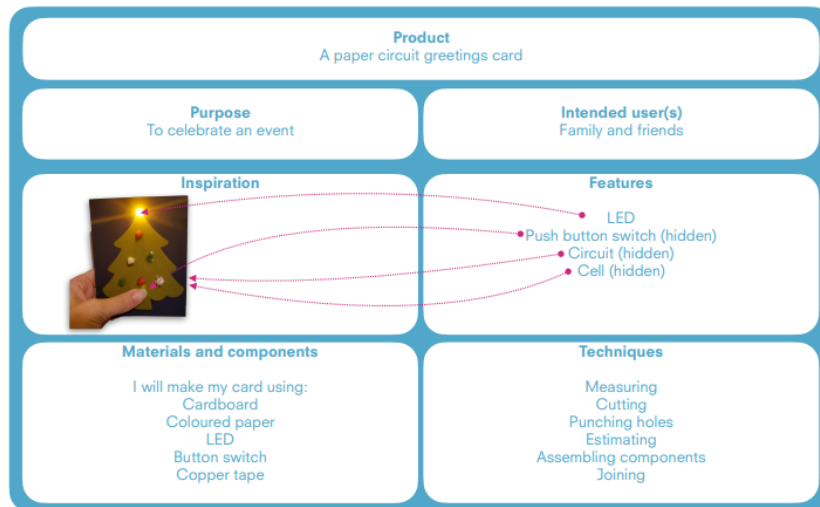 Product
A paper circuit greetings card
Purpose
To celebrate an event
Intended user(s)
Family and friends
Inspiration
Features
LED
Push button switch (hidden)
Circuit (hidden)
Cell (hidden)
Materials and components
I will make my card using:
Cardboard
Coloured paper
LED
Button switch
Copper tape
Techniques
Measuring
Cutting
Punching holes
Estimating
Assembling components
Joining